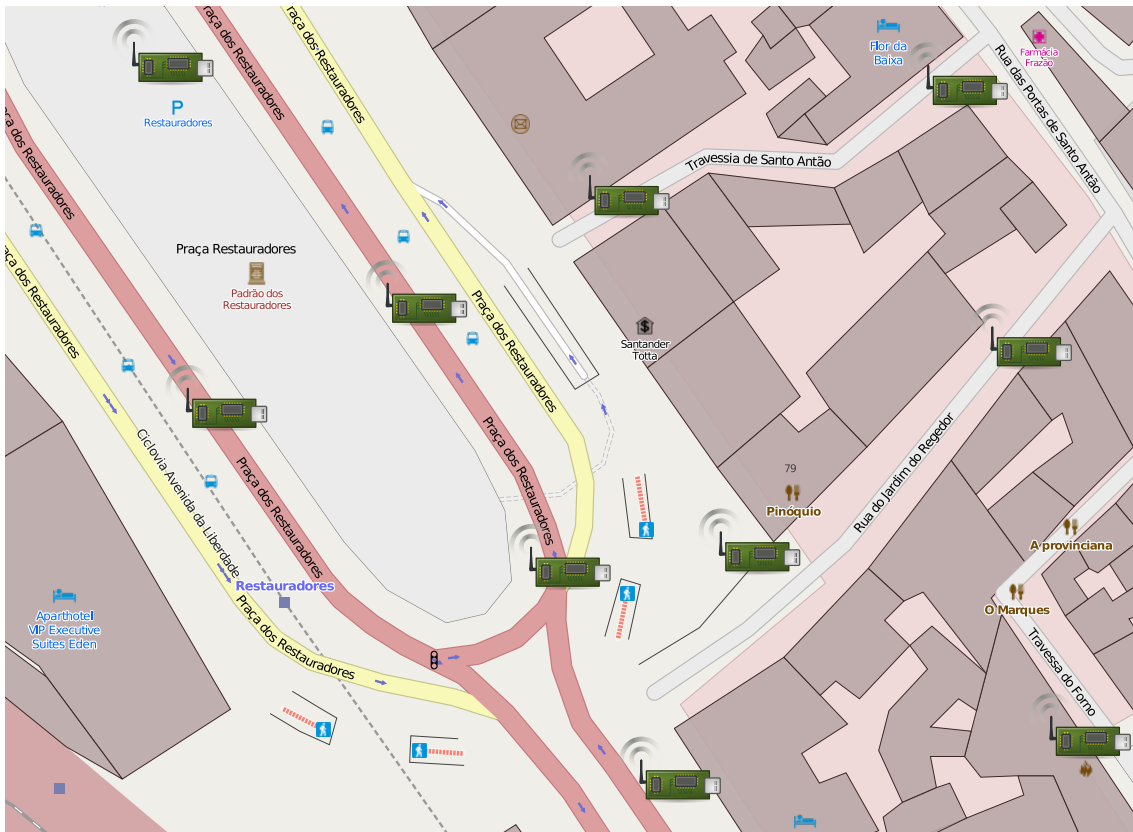 Praça dos Restauradores
Praça dos Restauradores
Flor da
Baixa
Farmácia
Frazão
Rua das Portas de Santo Antão
P
Restauradores
aça dos Restauradores
Travessia de Santo Antão
Praça Restauradores
Padrão dos
Restauradores
aça dos Restauradores
Praça dos Restauradores
$
Santander
Totta
Praça dos Restauradores
Rua do Jardim do Regedor
Ciclovia Avenida da Liberdade
Praça dos Restauradores
79
Pinóquio
A provinciana
Restauradores
O Marques
Aparthotel
VIP Executive
Suites Eden
Praça dos Restauradores
Travessa do Forno